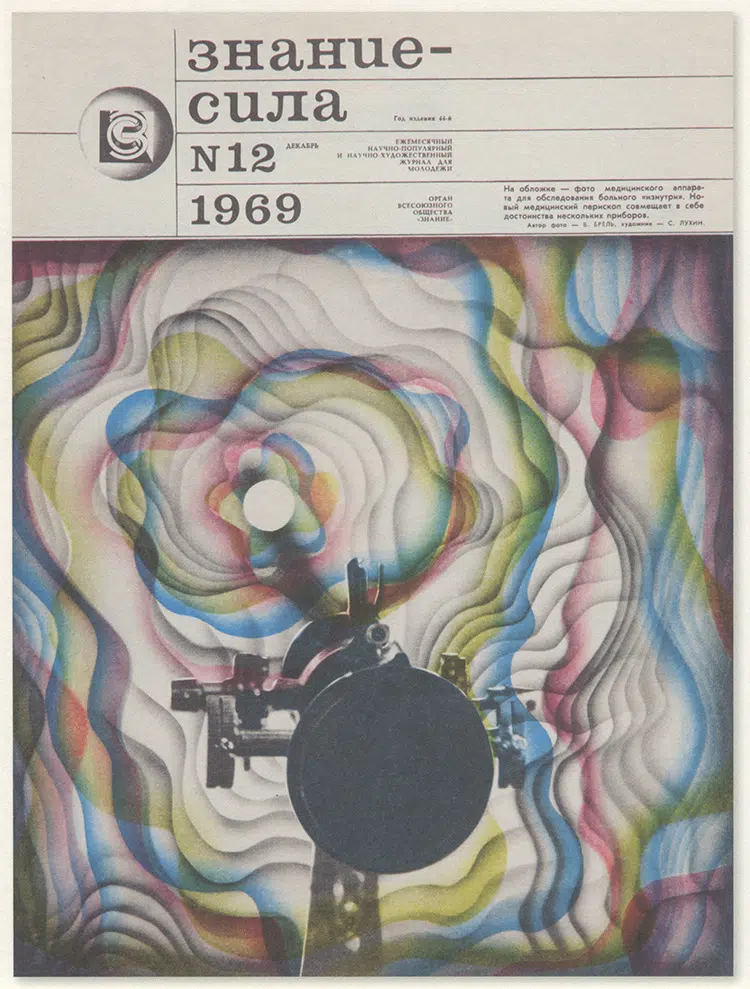 знание-
сила
Год издания 44-й
N12 ДЕКАБРЬ
ЕЖЕМЕСЯЧНЫЙ
НАУЧНО-ПОПУЛЯРНЫЙ
И НАУЧНО-ХУДОЖЕСТВЕННЫЙ
ЖУРНАЛ ДЛЯ
МОЛОДЕЖИ
1969
ОРГАН
ВСЕСОЮЗНОГО
ОБЩЕСТВА
«ЗНАНИЕ»
На обложке — фото медицинского аппара-
та для обследования больного «изнутри». Но-
вый медицинский перископ совмещает в себе
достоинства нескольких приборов.
Автор фото — В. БРЕЛЬ, художник — С. ЛУХИН.